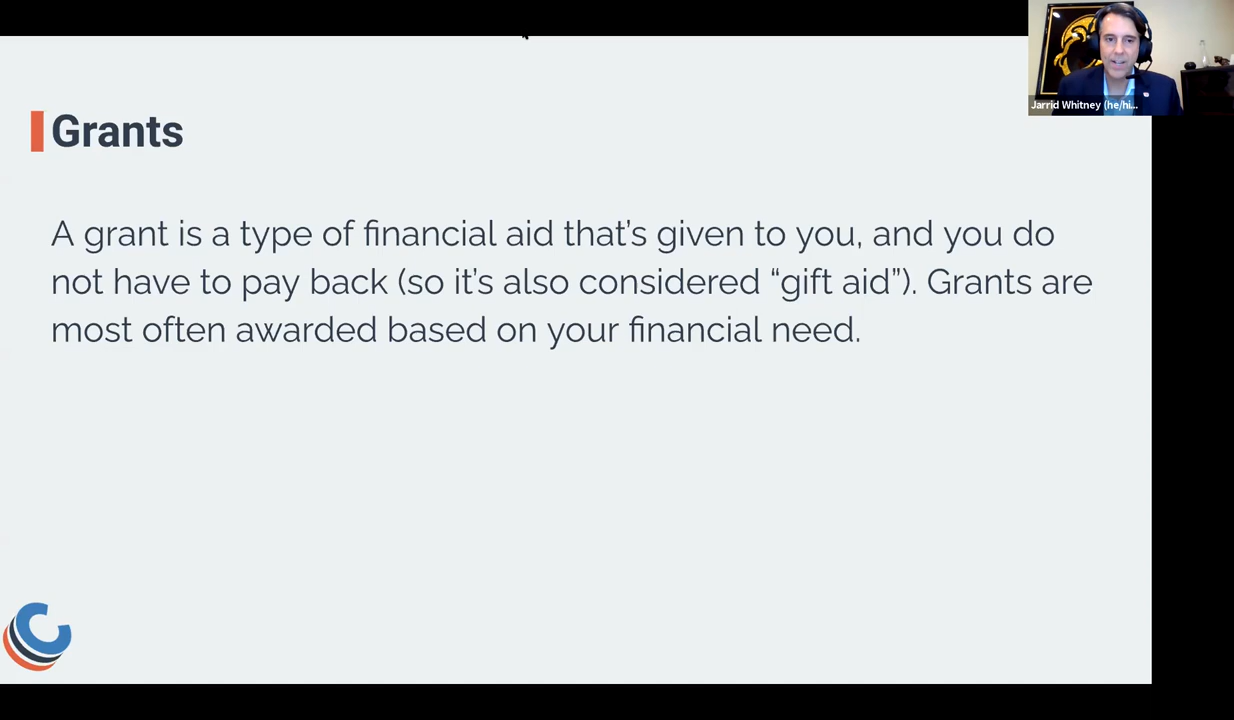 Jarrid Whitney (he/hi...
Grants
A grant is a type of financial aid that’s given to you, and you do
not have to pay back (so it’s also considered “gift aid”). Grants are
most often awarded based on your financial need.